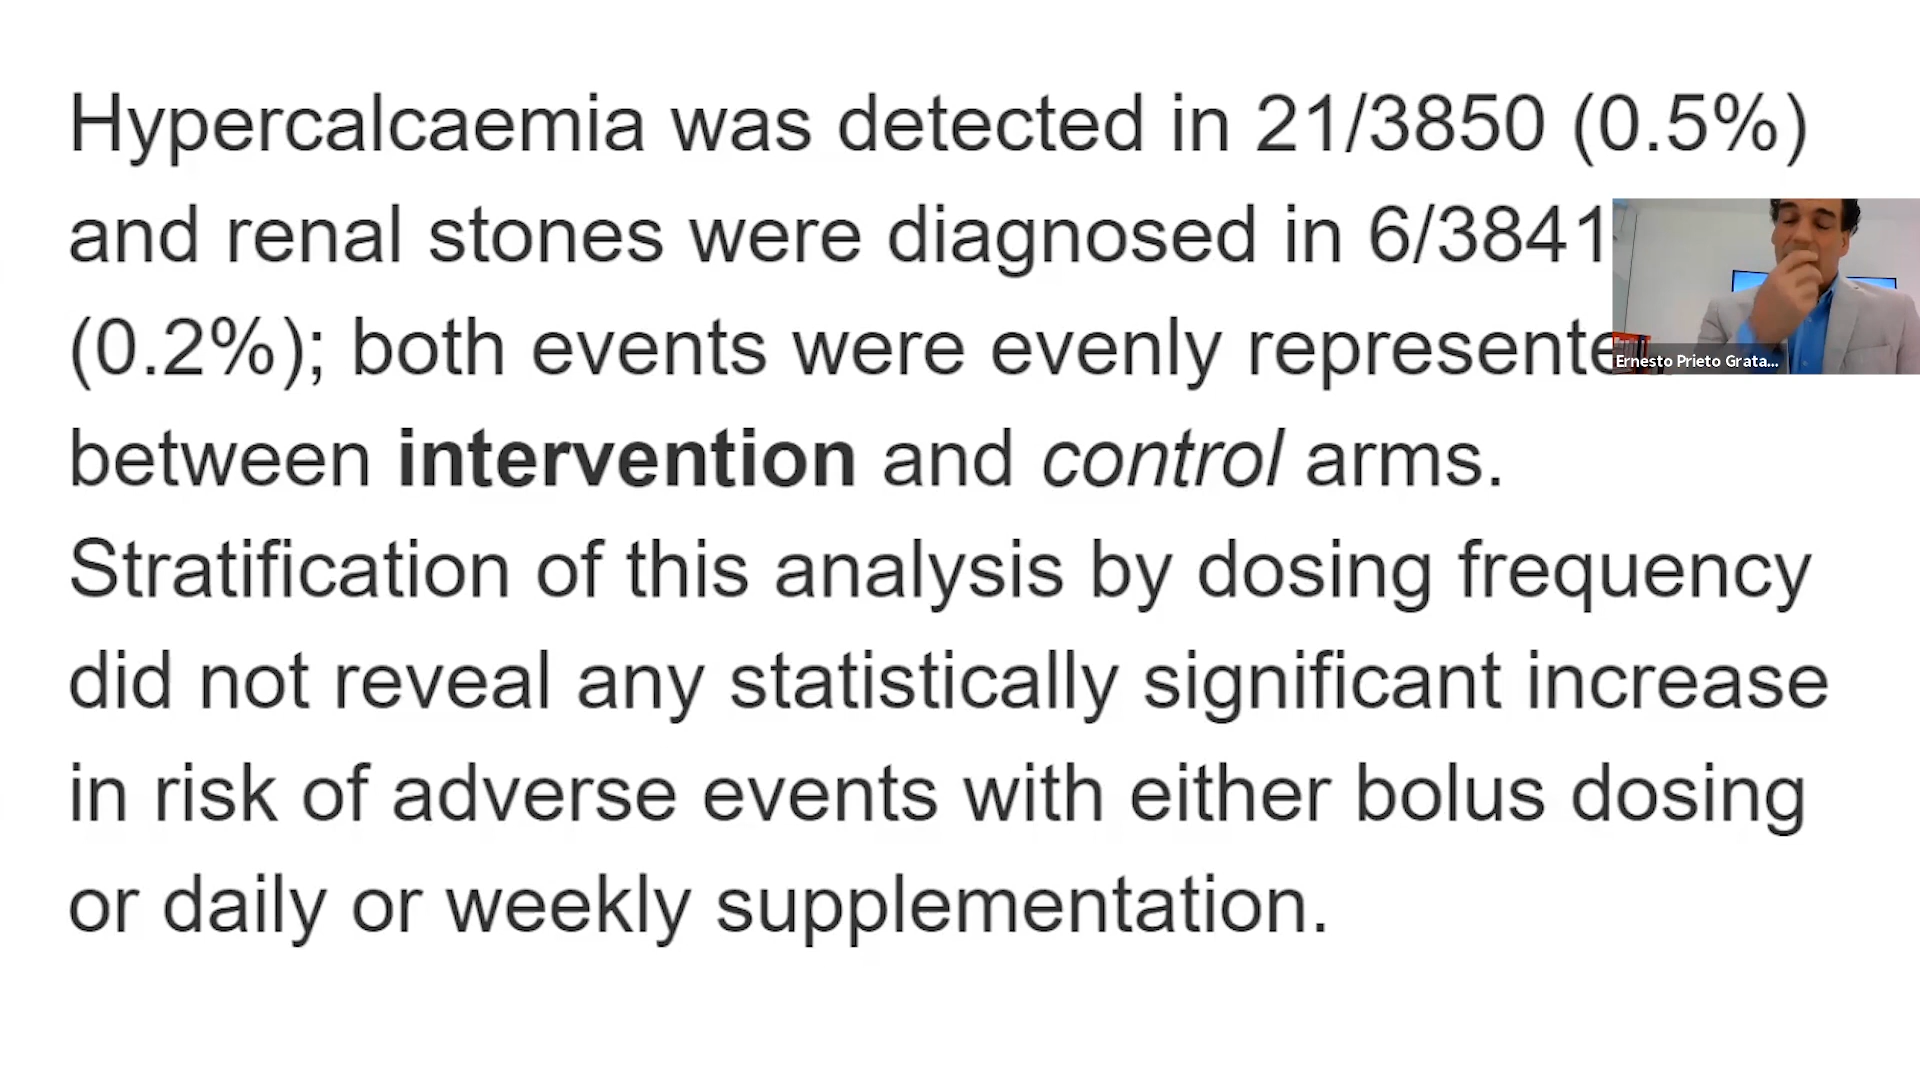 Hypercalcaemia was detected in 21/3850 (0.5%)
and renal stones were diagnosed in 6/3841
(0.2%); both events were evenly represente
between intervention and control arms.
Stratification of this analysis by dosing frequency
did not reveal any statistically significant increase
in risk of adverse events with either bolus dosing
or daily or weekly supplementation.
Ernesto Prieto Grata...